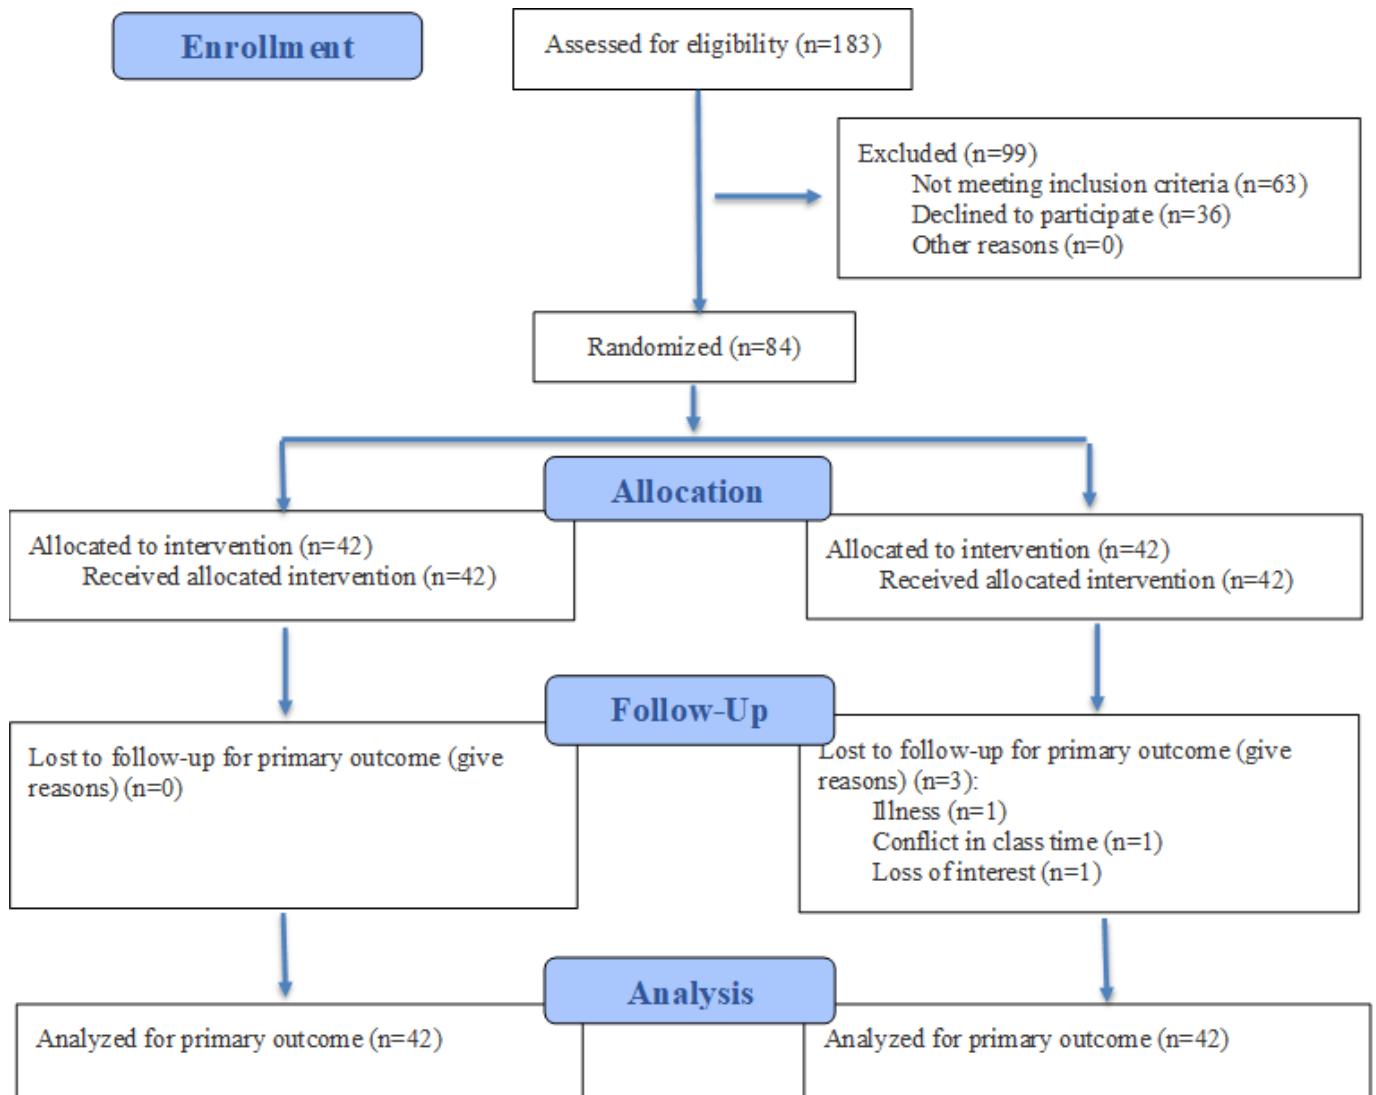 Enrollment
Assessed for eligibility (n=183)
Excluded (n=99)
Not meeting inclusion criteria (n=63)
Declined to participate (n=36)
Other reasons (n=0)
Randomized (n=84)
Allocation
Allocated to intervention (n=42)
Received allocated intervention (n=42)
Allocated to intervention (n=42)
Received allocated intervention (n=42)
Follow-Up
Lost to follow-up for primary outcome (give
reasons) (n=0)
Lost to follow-up for primary outcome (give
reasons) (n=3):
Illness (n=1)
Conflict in class time (n=1)
Loss of interest (n=1)
Analysis
Analyzed for primary outcome (n=42)
Analyzed for primary outcome (n=42)